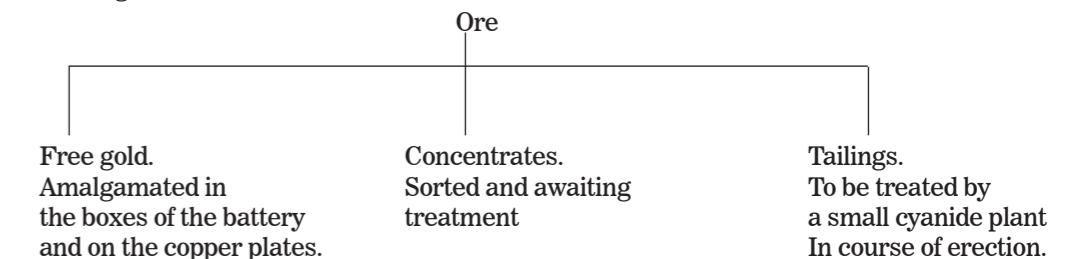 Ore
Free gold.
Amalgamated in
the boxes of the battery
and on the copper plates.
Concentrates.
Sorted and awaiting
treatment
Tailings.
To be treated by
a small cyanide plant
In course of erection.